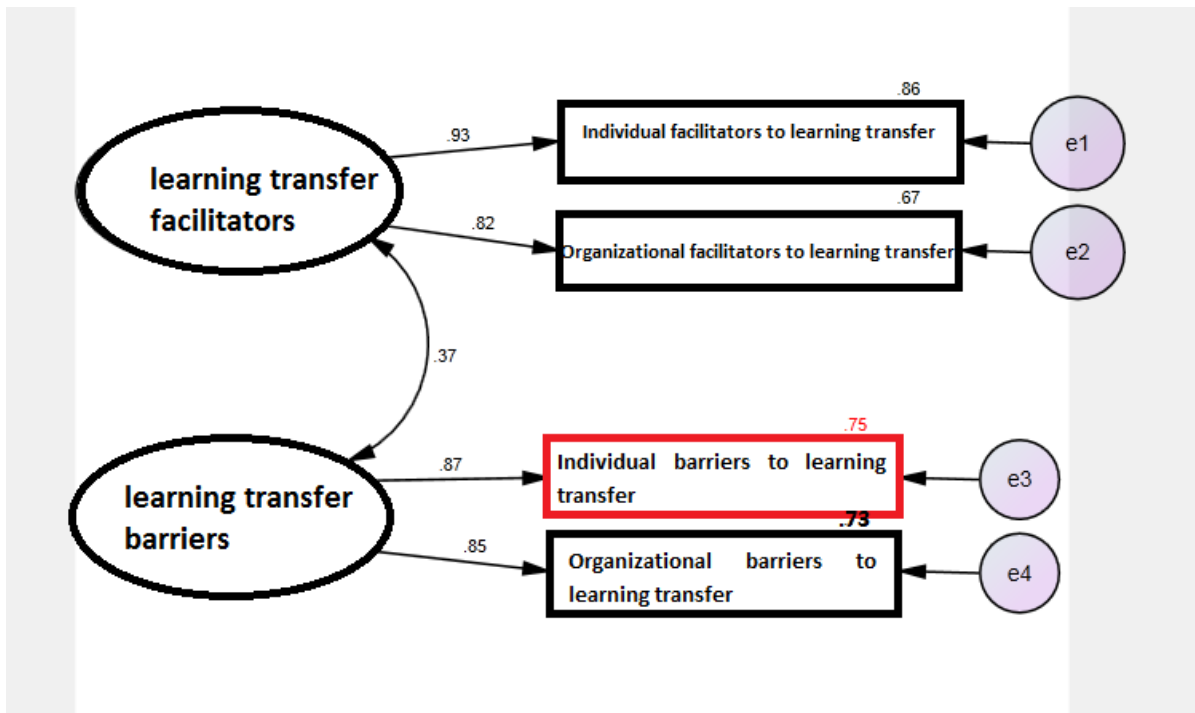 .86
Individual facilitators to learning transfer
.93
e1
learning transfer
facilitators
.67
.82
Organizational facilitators to learning transfer
e2
.37
.75
Individual barriers to learning
transfer
.87
e3
learning transfer
barriers
.73
.85
Organizational barriers to
learning transfer
e4